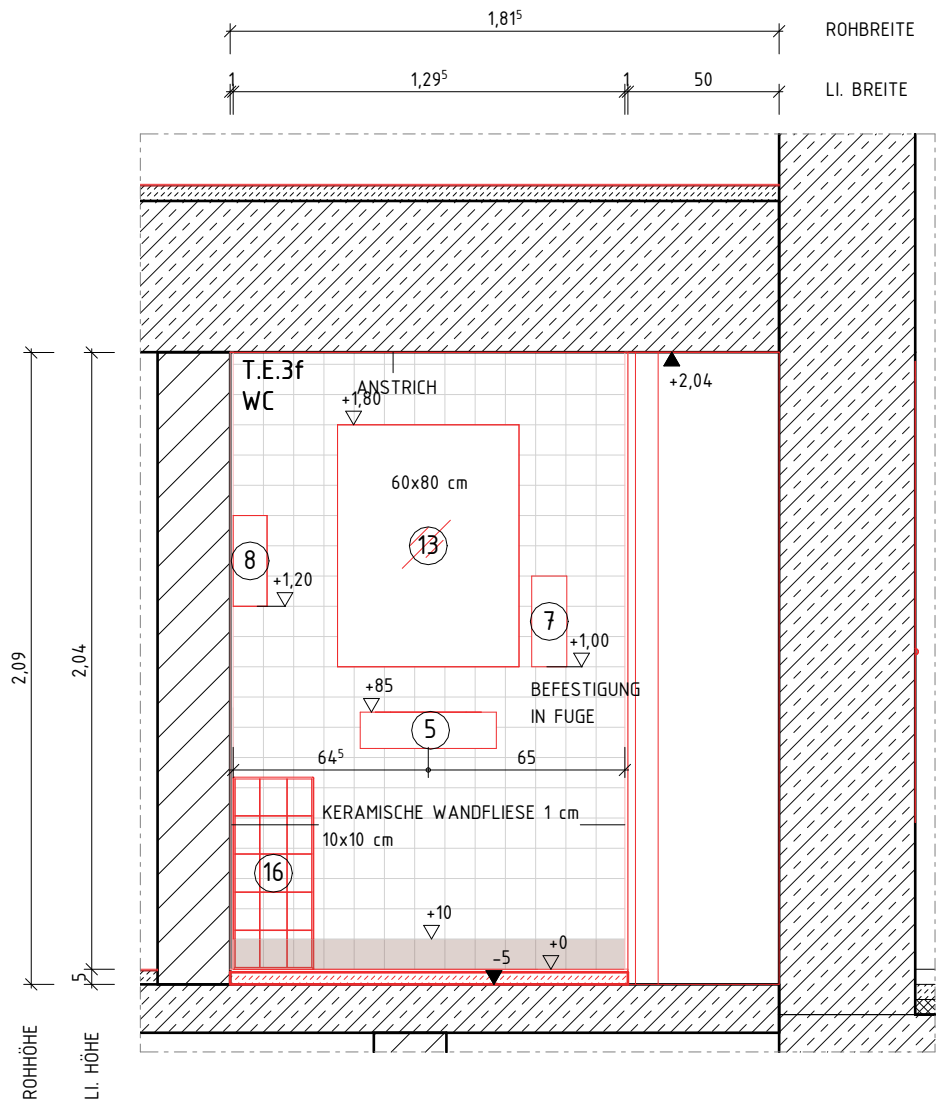 1,81⁵
ROHBREITE
1
1,29⁵
1
50
LI. BREITE
T.E.3f
WC
ANSTRICH
+1,80
+2,04
60x80 cm
13
8
+1,20
7
+1,00
BEFESTIGUNG
IN FUGE
+85
5
64⁵
65
KERAMISCHE WANDFLIESE 1 cm
10x10 cm
16
+10
+0
-5
2,09
2,04
5
ROHHÖHE
LI. HÖHE